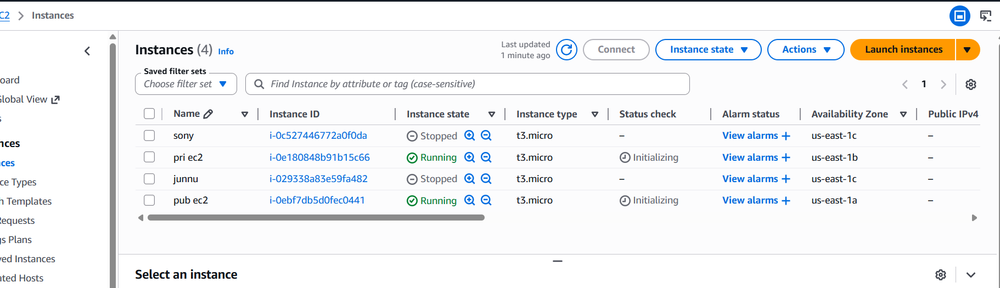 C2 > Instances
Instances (4) Info
Last updated
1 minute ago
Connect
Instance state
Actions
Launch instances
Saved filter sets
Choose filter set
Find Instance by attribute or tag (case-sensitive)
1
Name Instance ID Instance state Instance type Status check Alarm status Availability Zone Public IPv4
sony i-0c527446772a0f0da Stopped t3.micro – View alarms + us-east-1c –
pri ec2 i-0e180848b91b15c66 Running t3.micro Initializing View alarms + us-east-1b –
junnu i-029338a83e59fa482 Stopped t3.micro – View alarms + us-east-1c –
pub ec2 i-0ebf7db5d0fec0441 Running t3.micro Initializing View alarms + us-east-1a –
Select an instance
oard
Global View
s
nces
ces
ce Types
h Templates
Requests
gs Plans
ved Instances
ated Hosts